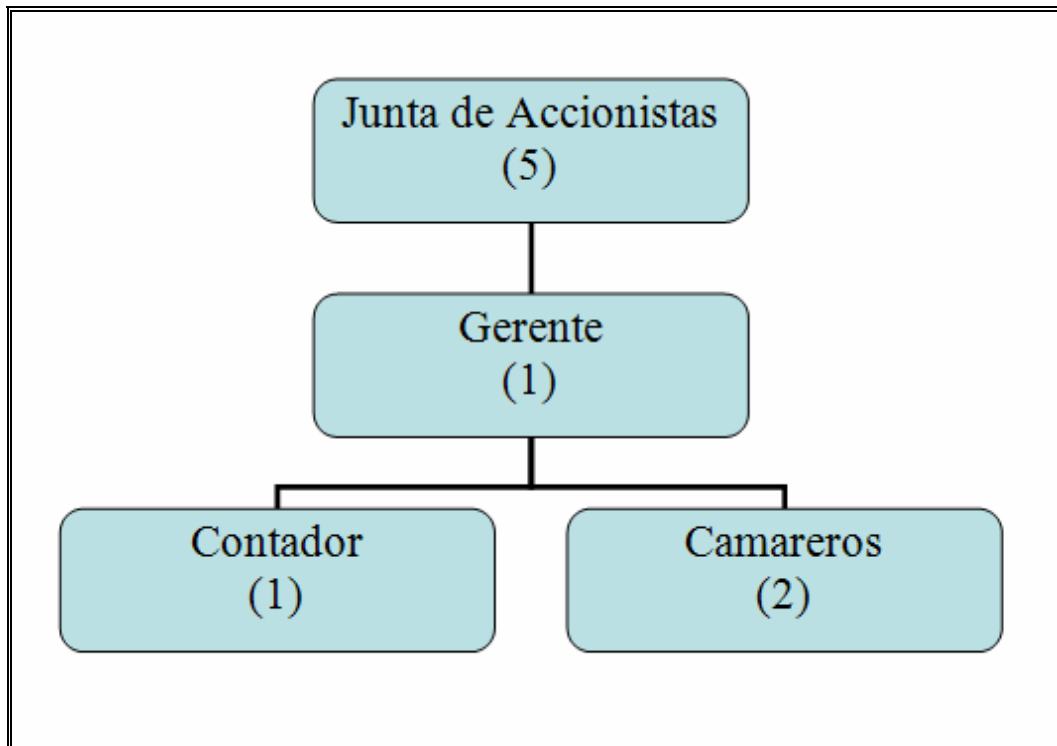 Junta de Accionistas
(5)
Gerente
(1)
Contador
(1)
Camareros
(2)